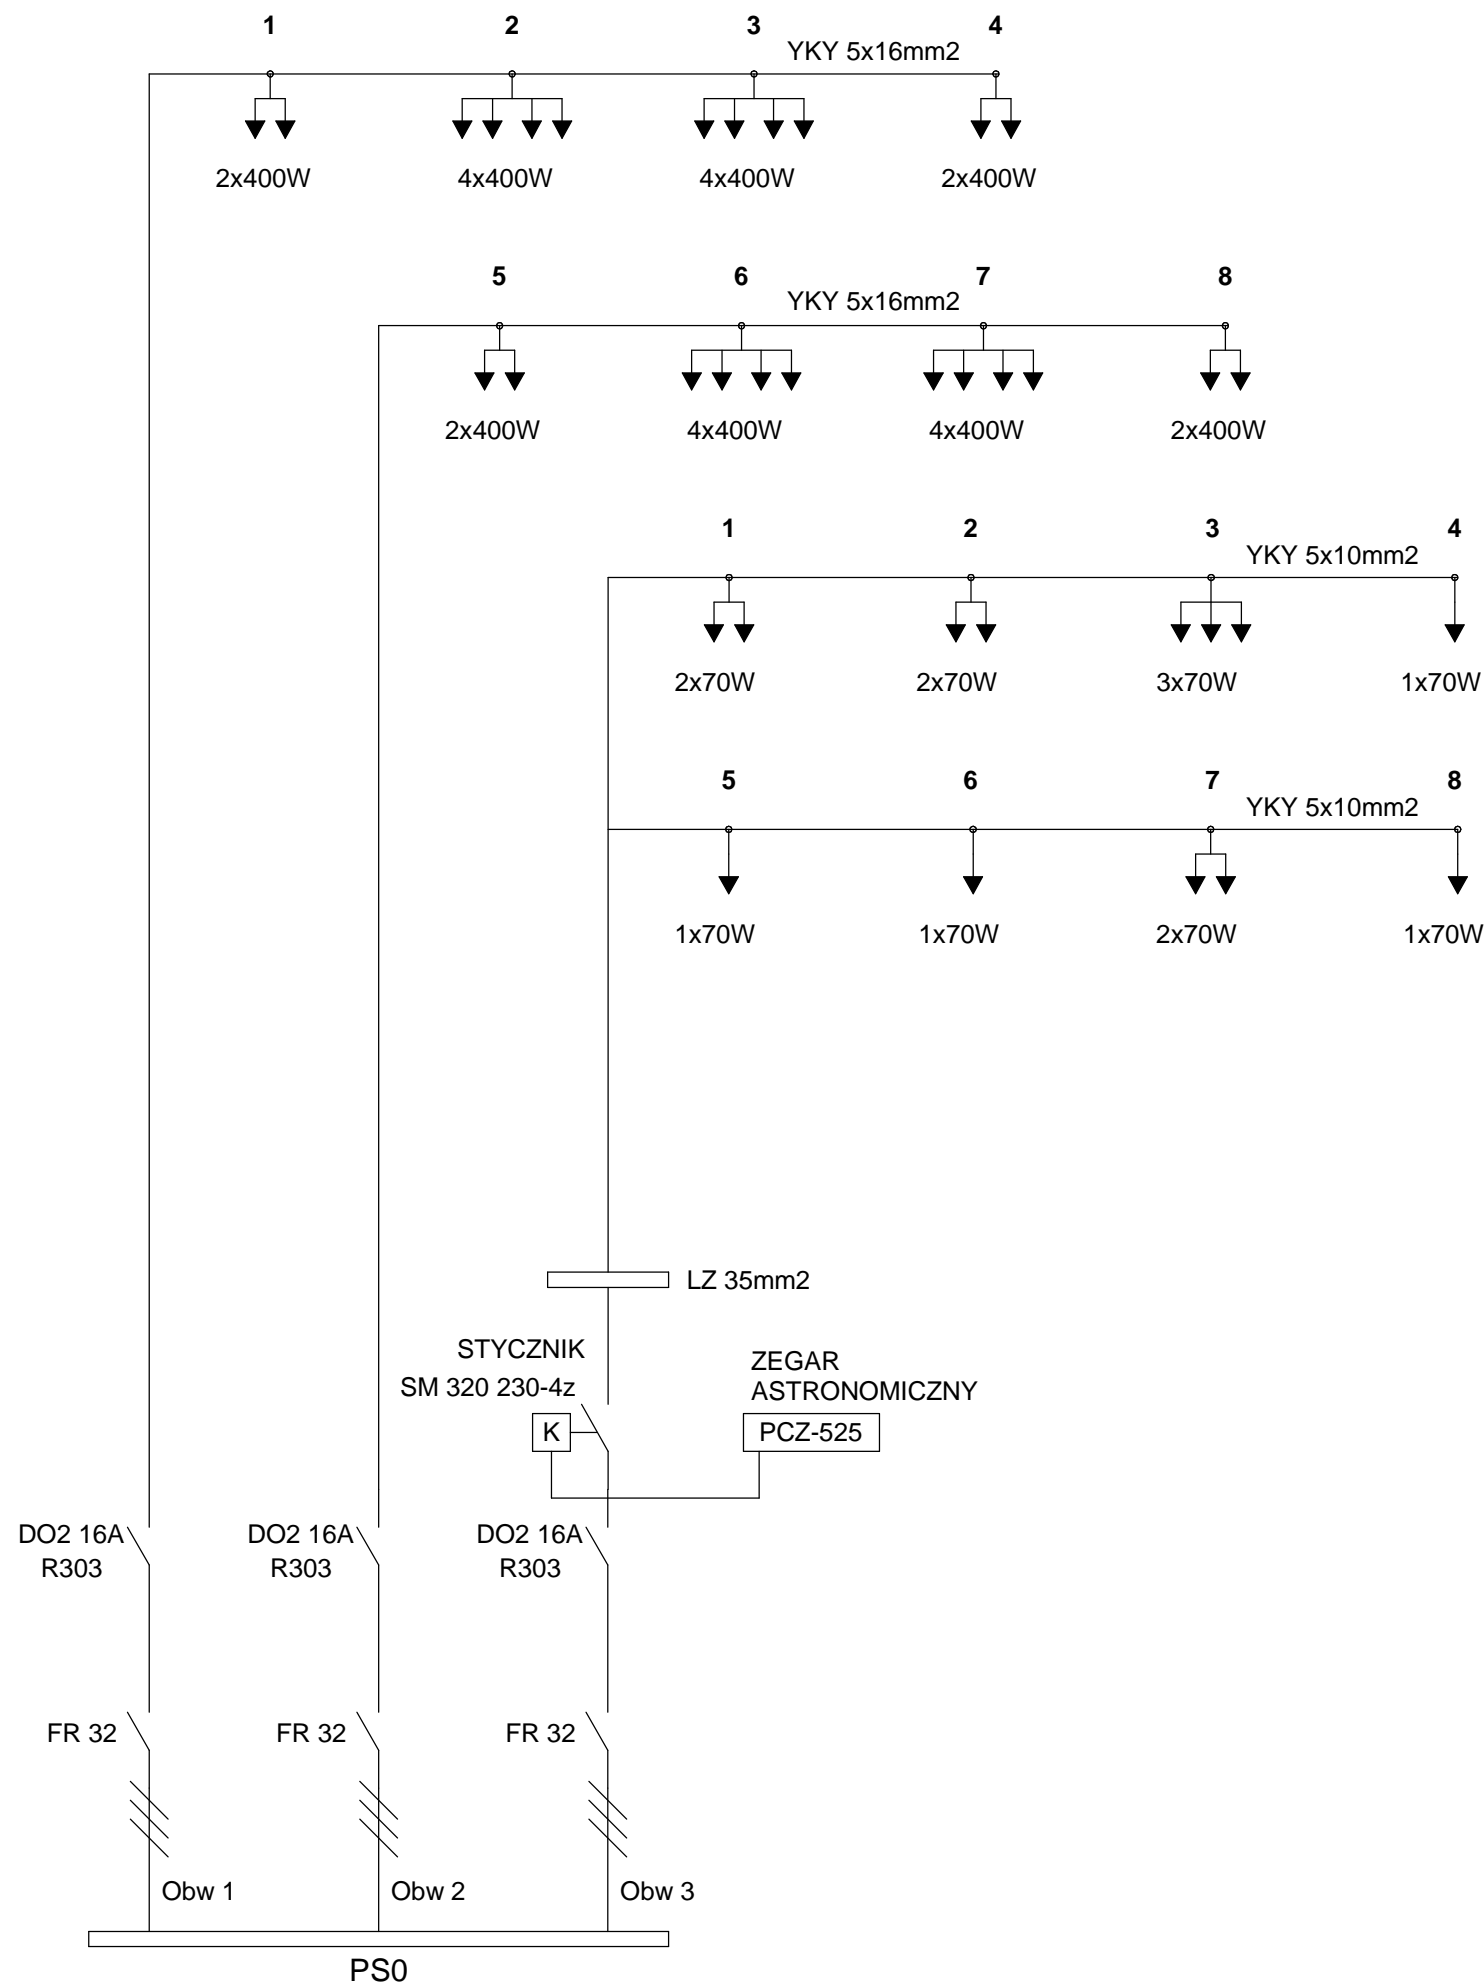 1 2 3 4
YKY 5x16mm2
2x400W 4x400W 4x400W 2x400W
5 6 7 8
YKY 5x16mm2
2x400W 4x400W 4x400W 2x400W
1 2 3 4
YKY 5x10mm2
2x70W 2x70W 3x70W 1x70W
5 6 7 8
YKY 5x10mm2
1x70W 1x70W 2x70W 1x70W
LZ 35mm2
STYCZNIK
SM 320 230-4z
K
ZEGAR
ASTRONOMICZNY
PCZ-525
DO2 16A
R303
DO2 16A
R303
DO2 16A
R303
FR 32 FR 32 FR 32
Obw 1 Obw 2 Obw 3
PS0